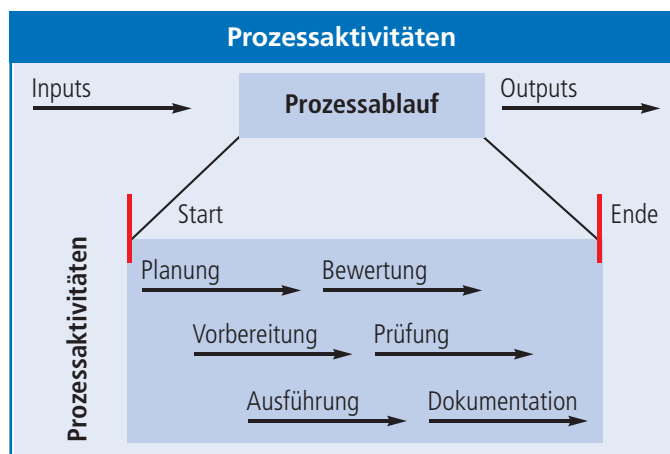 Prozessaktivitäten
Inputs
Prozessablauf
Outputs
Start
Ende
Prozessaktivitäten
Planung
Bewertung
Vorbereitung
Prüfung
Ausführung
Dokumentation